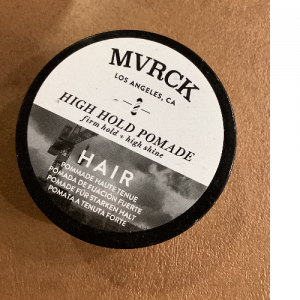 MVRCK
LOS ANGELES, CA
HIGH HOLD POMADE
firm hold + high shine
HAIR
POMMADE HAUTE TENUE
POMADA DE FIJACIÓN FUERTE
POMADE FÜR STARKEN HALT
POMATA A TENUTA FORTE